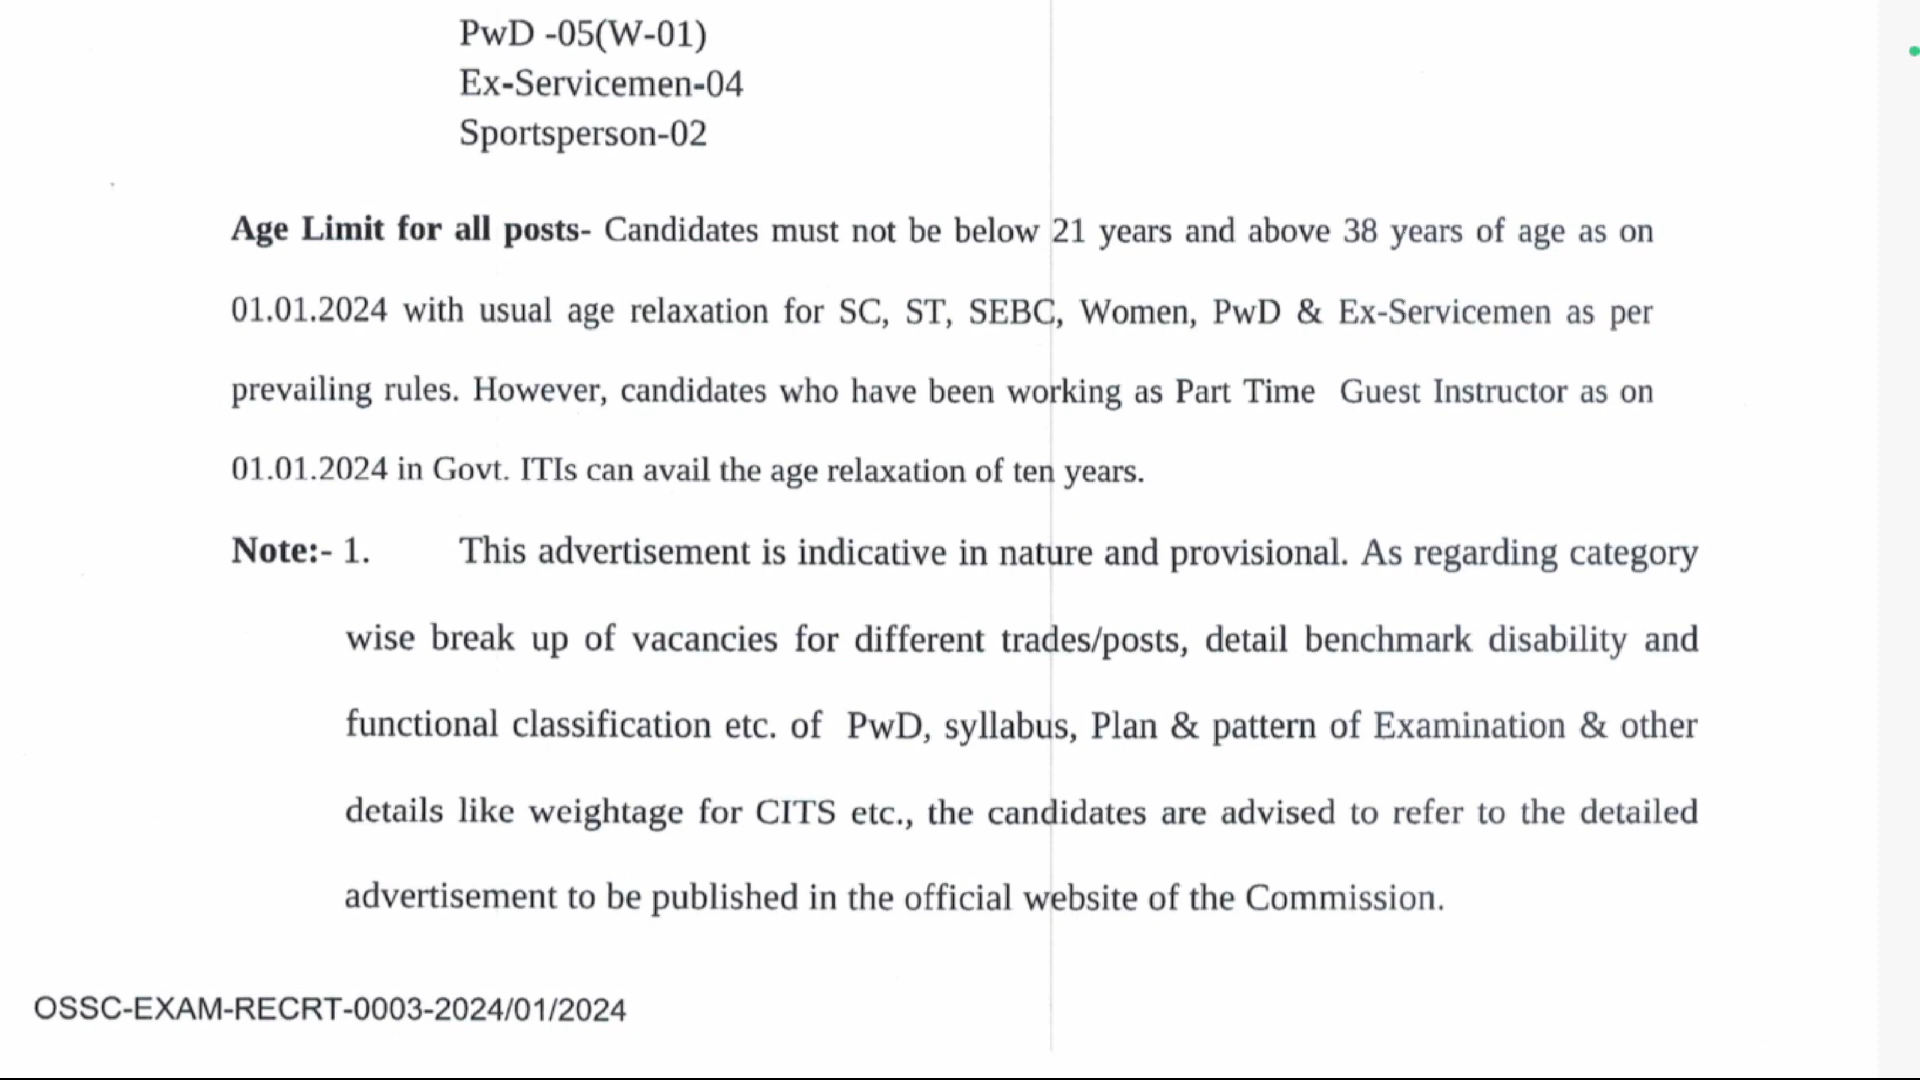 PwD -05(W-01)
Ex-Servicemen-04
Sportsperson-02
Age Limit for all posts- Candidates must not be below 21 years and above 38 years of age as on
01.01.2024 with usual age relaxation for SC, ST, SEBC, Women, PwD & Ex-Servicemen as per
prevailing rules. However, candidates who have been working as Part Time Guest Instructor as on
01.01.2024 in Govt. ITIs can avail the age relaxation of ten years.
Note:- 1. This advertisement is indicative in nature and provisional. As regarding category
wise break up of vacancies for different trades/posts, detail benchmark disability and
functional classification etc. of PwD, syllabus, Plan & pattern of Examination & other
details like weightage for CITS etc., the candidates are advised to refer to the detailed
advertisement to be published in the official website of the Commission.
OSSC-EXAM-RECRT-0003-2024/01/2024